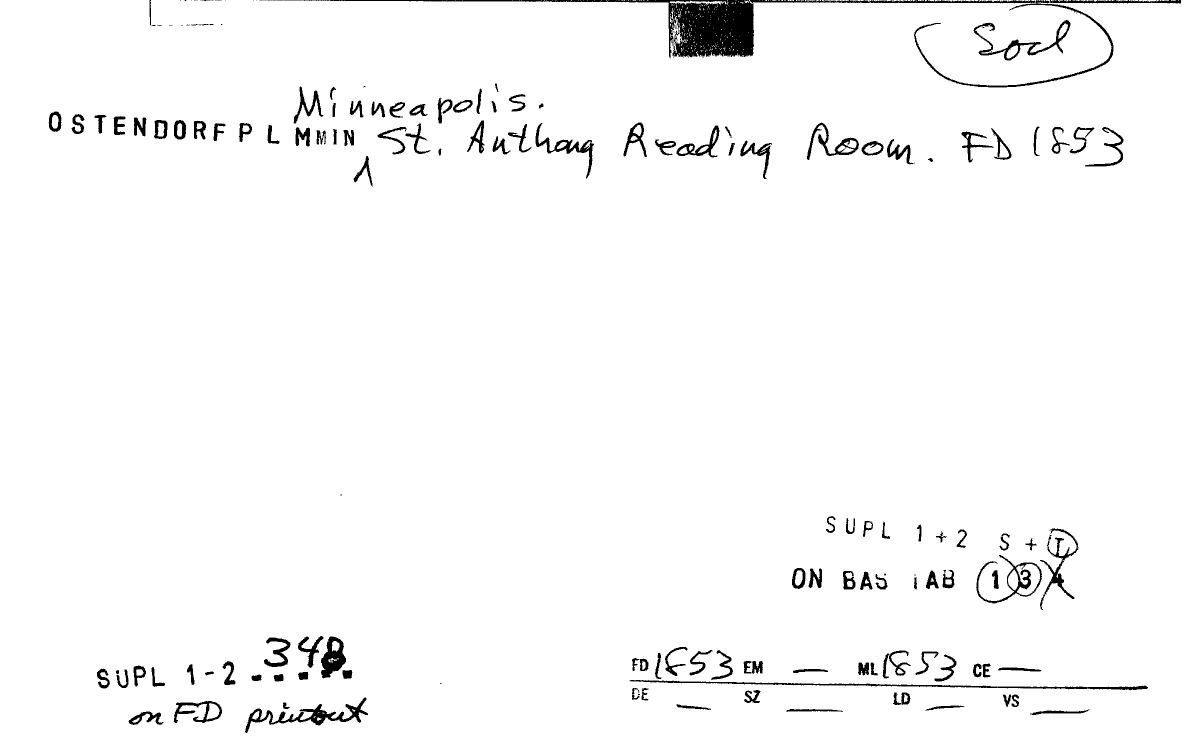 Socl
Minneapolis.
OSTENDORF P L MMIN St. Anthony Reading Room. FD 1853
SUPL 1+2 S + T
ON BAS TAB 1 3 4
SUPL 1-2 348
on FD printout
FD 1853 EM — ML 1853 CE —
DE — SZ — LD — VS —